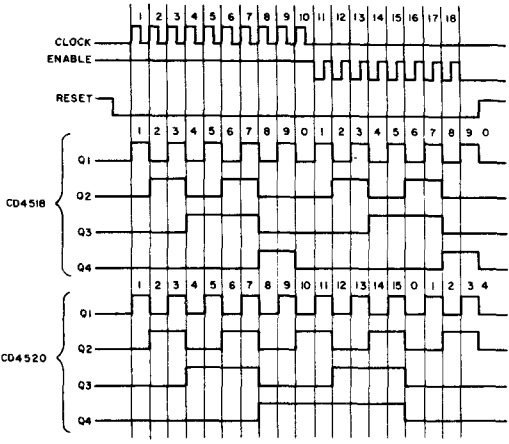 1 2 3 4 5 6 7 8 9 10 11 12 13 14 15 16 17 18
CLOCK
ENABLE
RESET
1 2 3 4 5 6 7 8 9 0 1 2 3 4 5 6 7 8 9 0
Q1
Q2
CD4518
Q3
Q4
1 2 3 4 5 6 7 8 9 10 11 12 13 14 15 0 1 2 3 4
Q1
Q2
CD4520
Q3
Q4